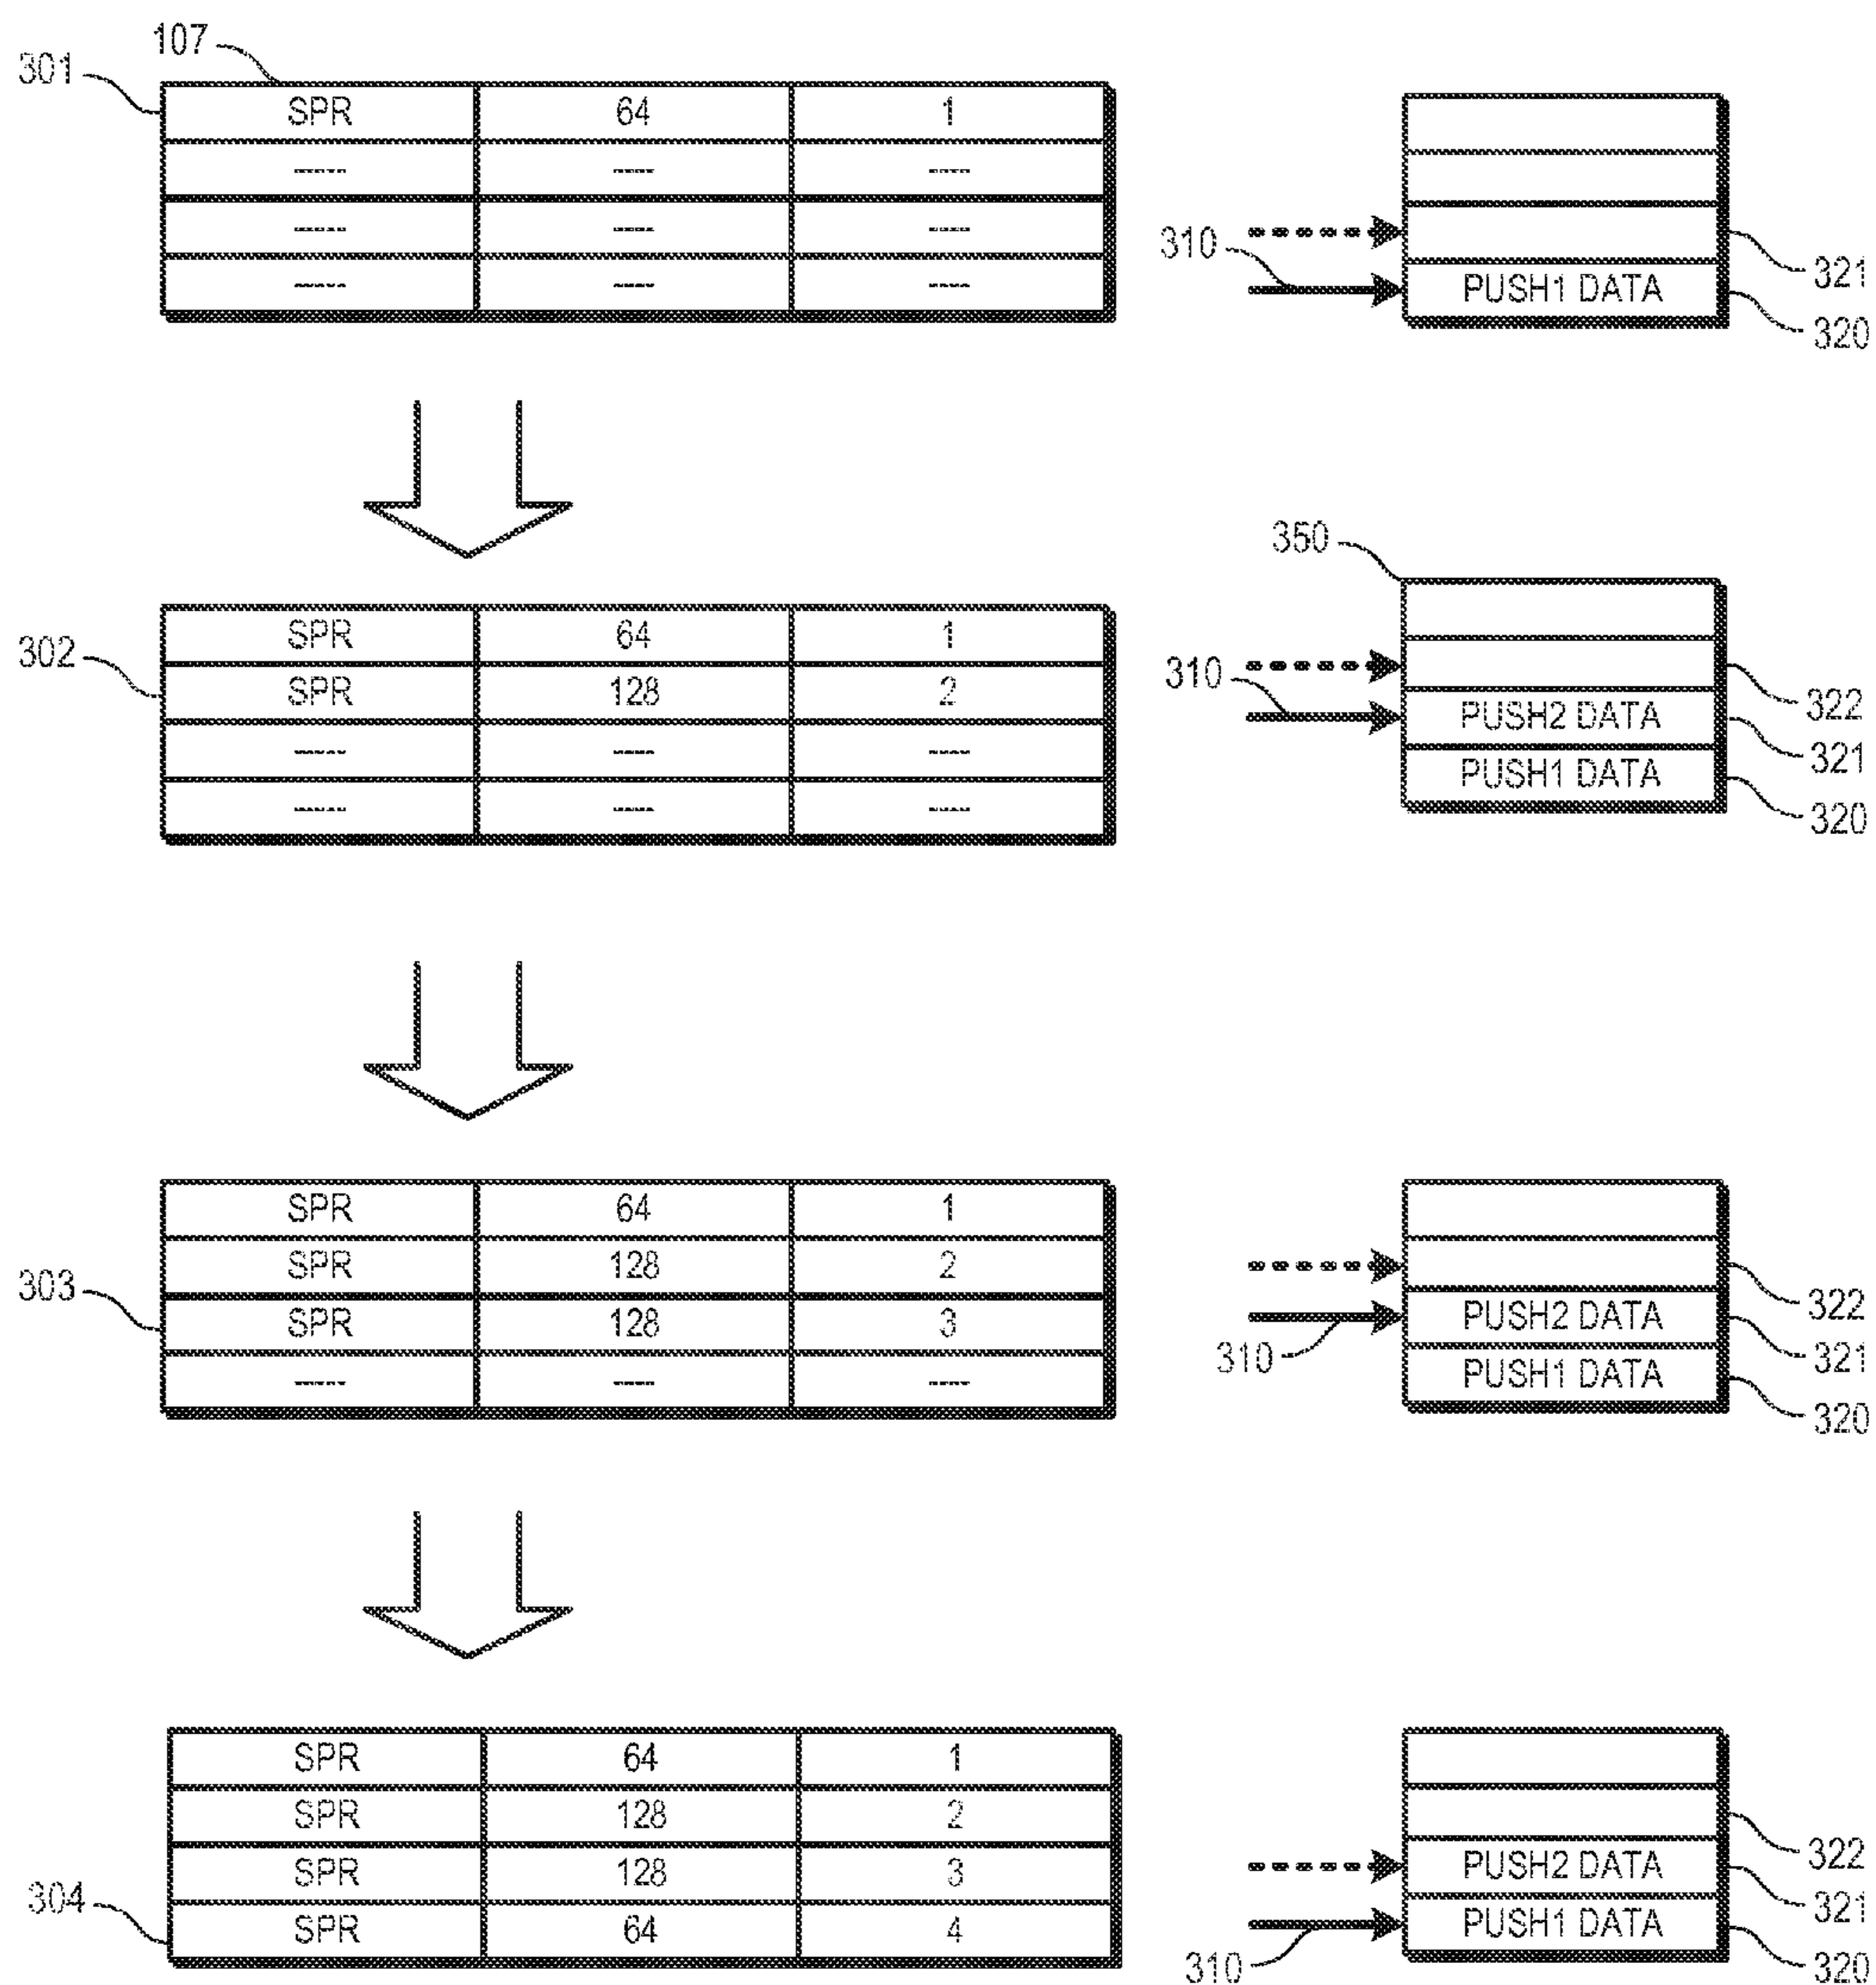 107
301
SPR 64 1
----- ---- ----
----- ---- ----
----- ---- ----
310
PUSH1 DATA
321
320
350
302
SPR 64 1
SPR 128 2
----- ---- ----
----- ---- ----
310
PUSH2 DATA
PUSH1 DATA
322
321
320
303
SPR 64 1
SPR 128 2
SPR 128 3
----- ---- ----
310
PUSH2 DATA
PUSH1 DATA
322
321
320
304
SPR 64 1
SPR 128 2
SPR 128 3
SPR 64 4
310
PUSH2 DATA
PUSH1 DATA
322
321
320